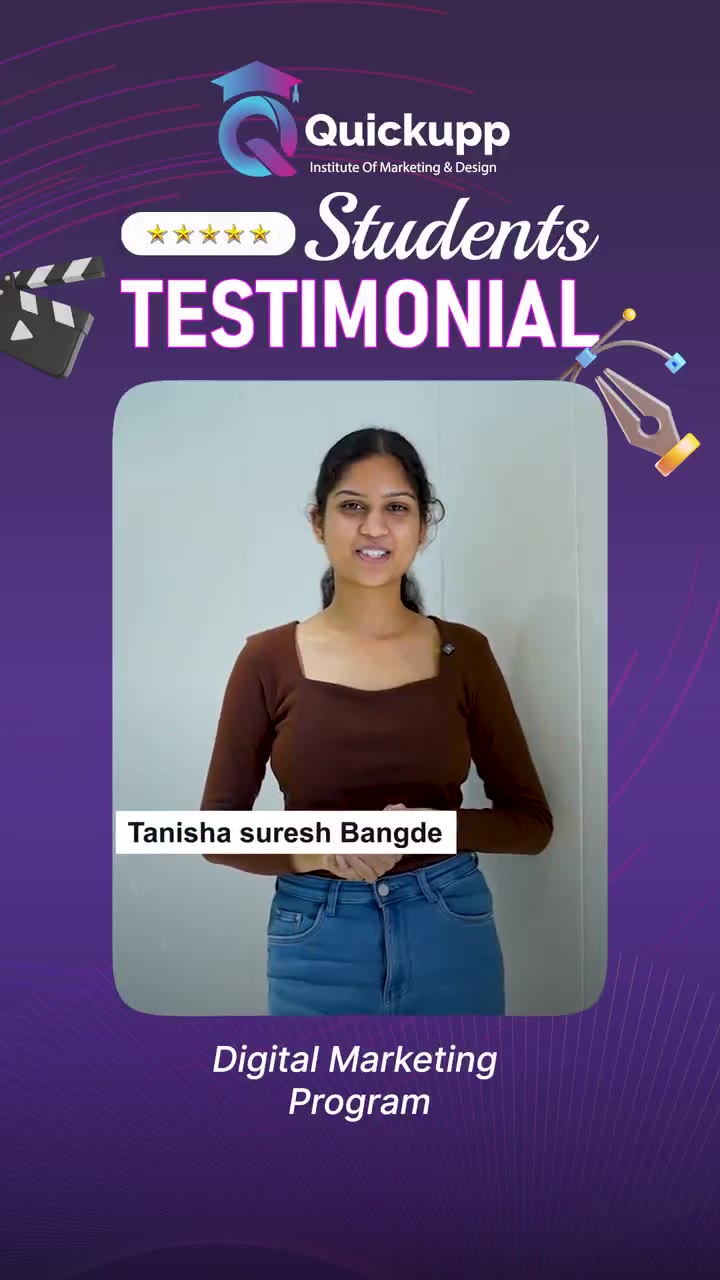 Quickupp
Institute Of Marketing & Design
Students
TESTIMONIAL
Tanisha suresh Bangde
Digital Marketing
Program